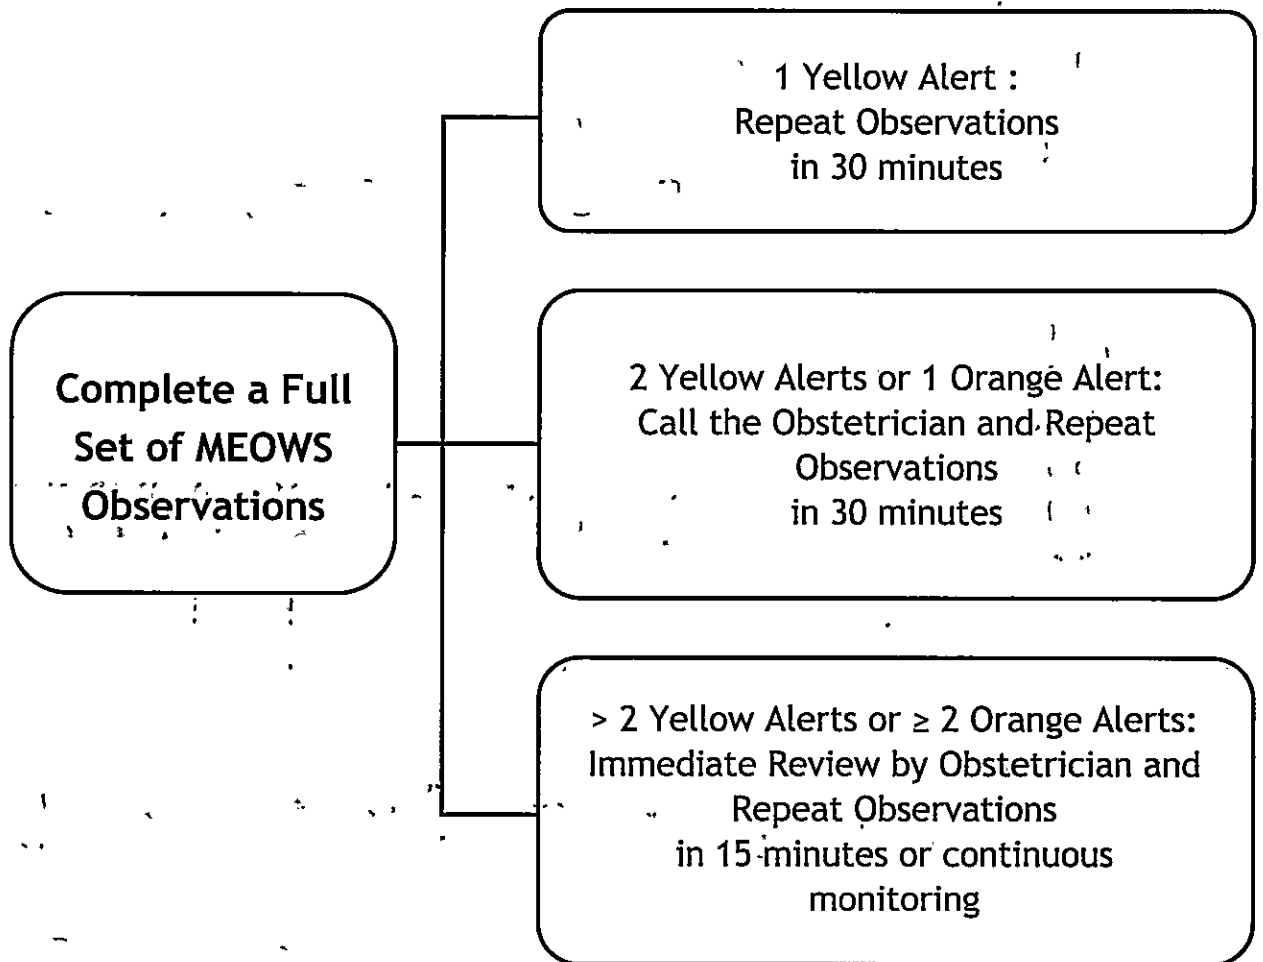 Complete a Full
Set of MEOWS
Observations
1 Yellow Alert :
Repeat Observations
in 30 minutes
2 Yellow Alerts or 1 Orange Alert:
Call the Obstetrician and Repeat
Observations
in 30 minutes
> 2 Yellow Alerts or ≥ 2 Orange Alerts:
Immediate Review by Obstetrician and
Repeat Observations
in 15 minutes or continuous
monitoring